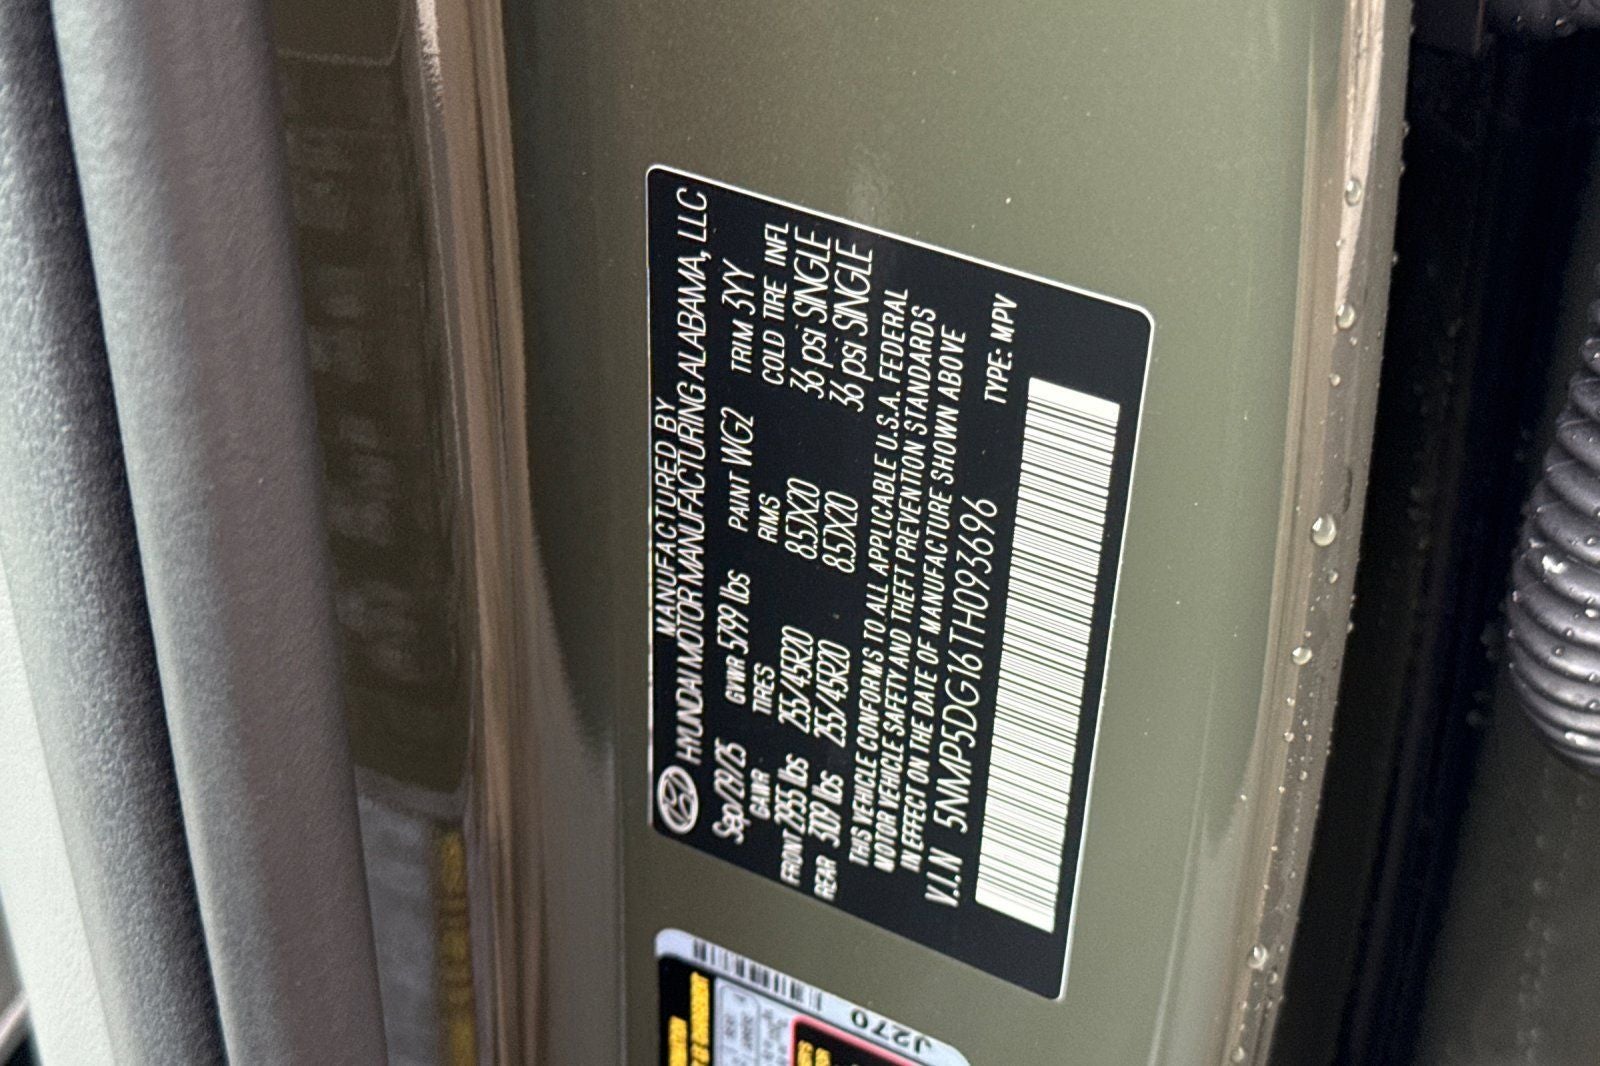 MANUFACTURED BY
HYUNDAI MOTOR MANUFACTURING ALABAMA, LLC
Sep/29/25 GVWR 5799 lbs PAINT WG2 TRIM 3YY
GAWR TIRES RIMS COLD TIRE INFL
FRONT 2955 lbs 255/45R20 8.5JX20 36 psi SINGLE
REAR 3109 lbs 255/45R20 8.5JX20 36 psi SINGLE
THIS VEHICLE CONFORMS TO ALL APPLICABLE U.S.A. FEDERAL
MOTOR VEHICLE SAFETY AND THEFT PREVENTION STANDARDS
IN EFFECT ON THE DATE OF MANUFACTURE SHOWN ABOVE
V.I.N 5NMP5DG16TH093696 TYPE: MPV
J270